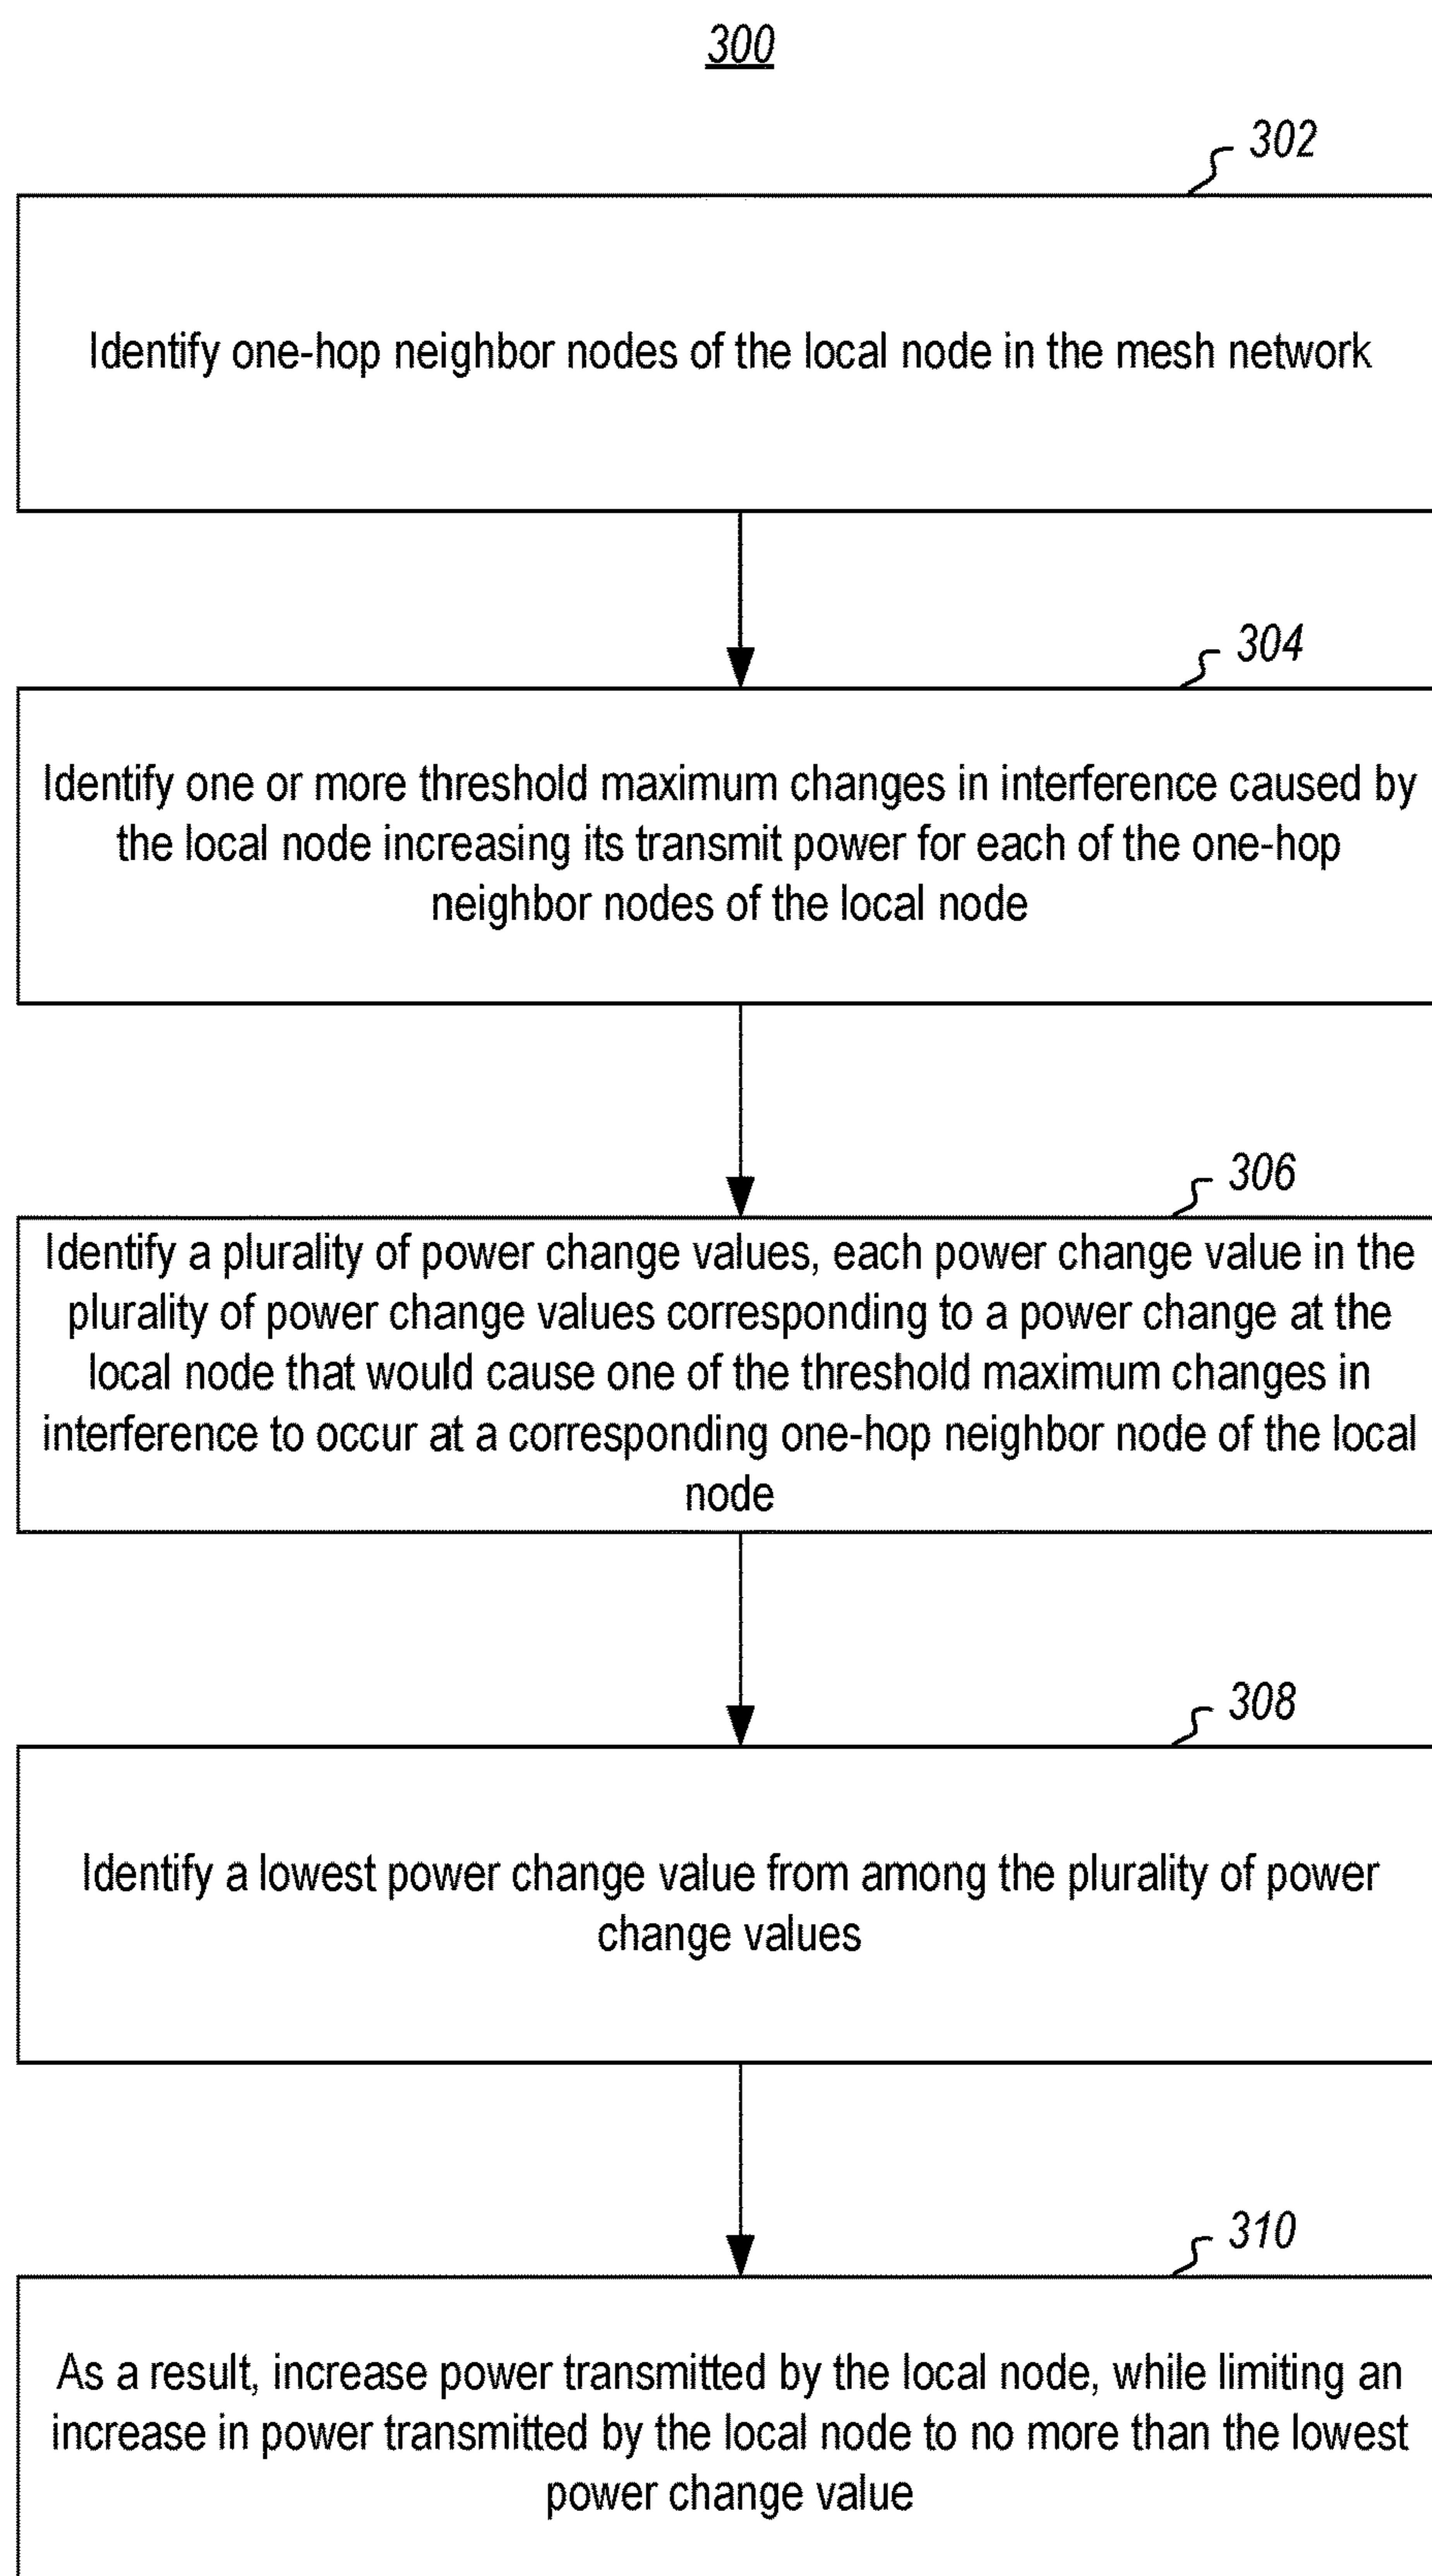 300
302
Identify one-hop neighbor nodes of the local node in the mesh network
304
Identify one or more threshold maximum changes in interference caused by
the local node increasing its transmit power for each of the one-hop
neighbor nodes of the local node
306
Identify a plurality of power change values, each power change value in the
plurality of power change values corresponding to a power change at the
local node that would cause one of the threshold maximum changes in
interference to occur at a corresponding one-hop neighbor node of the local
node
308
Identify a lowest power change value from among the plurality of power
change values
310
As a result, increase power transmitted by the local node, while limiting an
increase in power transmitted by the local node to no more than the lowest
power change value